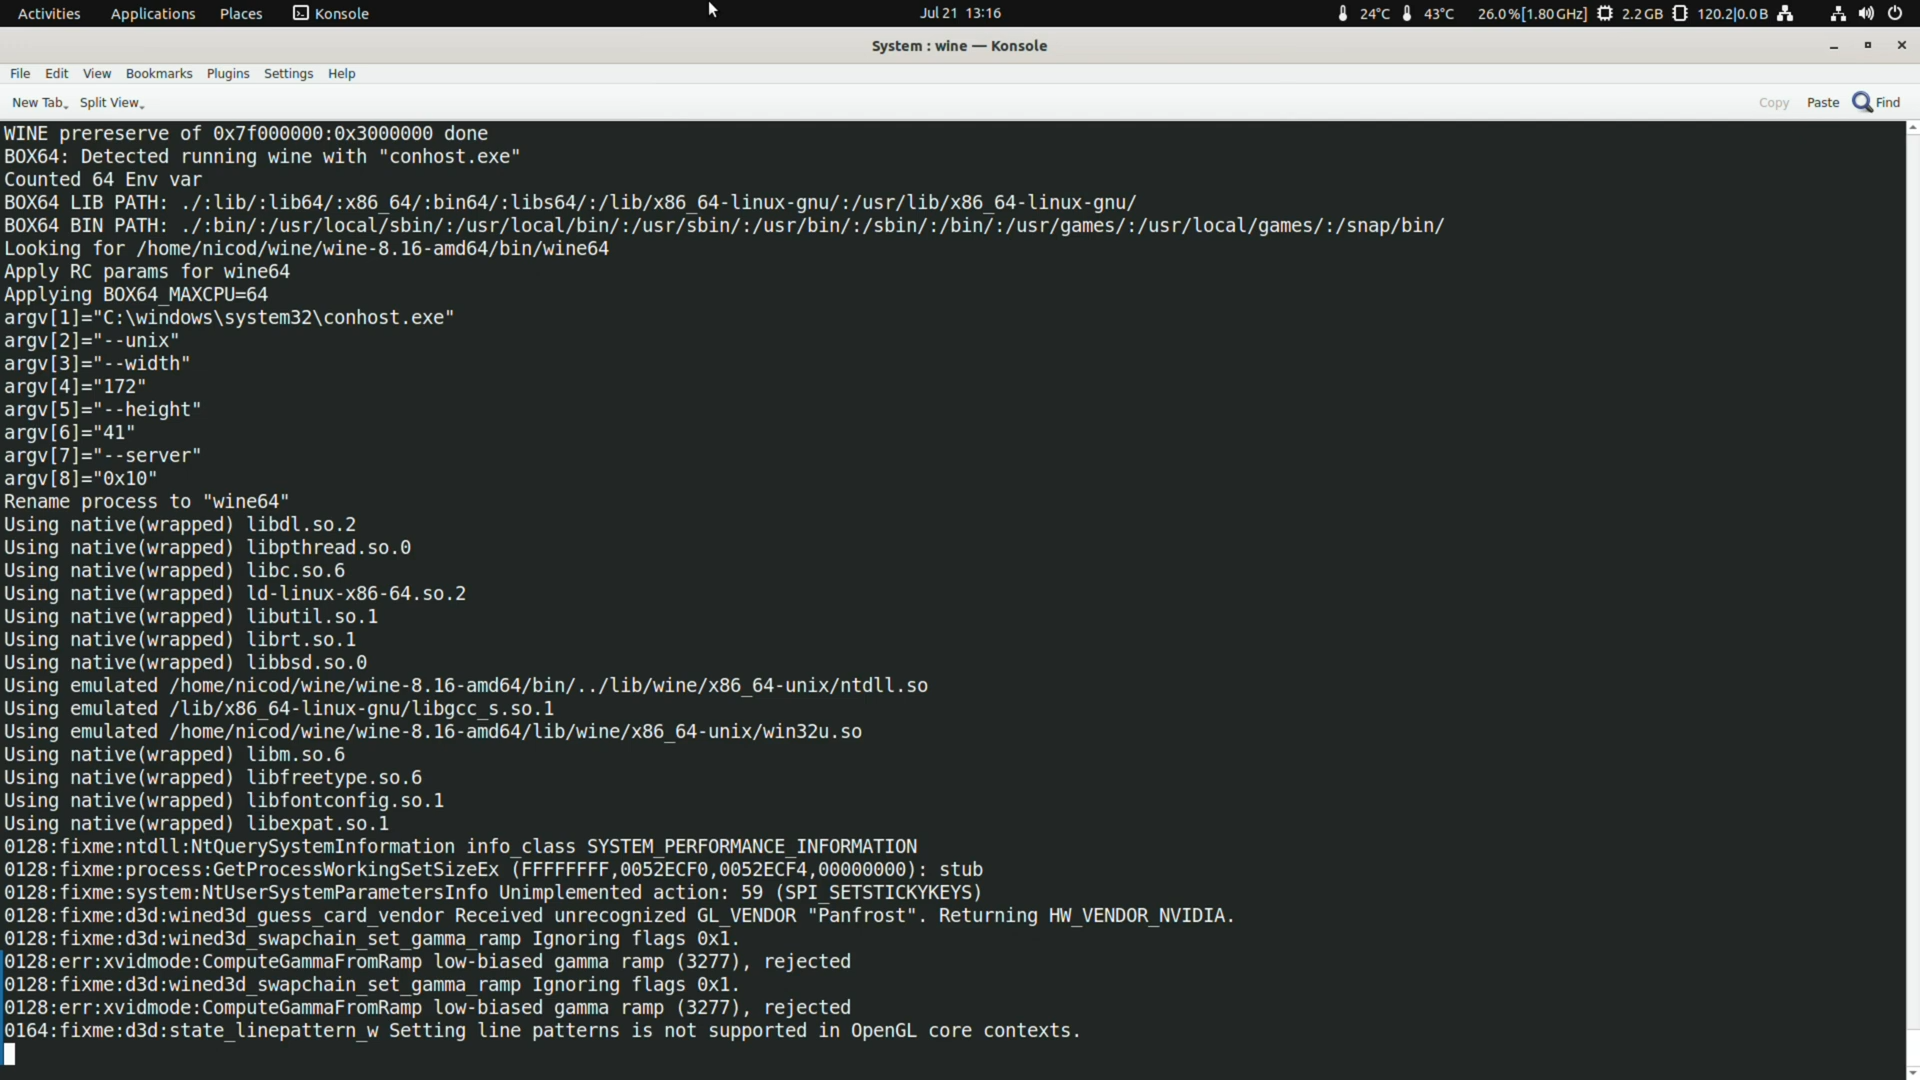 Activities Applications Places Konsole Jul 21 13:16 24°C 43°C 26.0%[1.80GHz] 2.2GB 120.2|0.0B
System : wine — Konsole
File Edit View Bookmarks Plugins Settings Help
New Tab Split View Copy Paste Find
WINE prereserve of 0x7f000000:0x3000000 done
BOX64: Detected running wine with "conhost.exe"
Counted 64 Env var
BOX64 LIB PATH: ./:lib/:lib64/:x86_64/:bin64/:libs64/:/lib/x86_64-linux-gnu/:/usr/lib/x86_64-linux-gnu/
BOX64 BIN PATH: ./:bin/:/usr/local/sbin/:/usr/local/bin/:/usr/sbin/:/usr/bin/:/sbin/:/bin/:/usr/games/:/usr/local/games/:/snap/bin/
Looking for /home/nicod/wine/wine-8.16-amd64/bin/wine64
Apply RC params for wine64
Applying BOX64_MAXCPU=64
argv[1]="C:\windows\system32\conhost.exe"
argv[2]="--unix"
argv[3]="--width"
argv[4]="172"
argv[5]="--height"
argv[6]="41"
argv[7]="--server"
argv[8]="0x10"
Rename process to "wine64"
Using native(wrapped) libdl.so.2
Using native(wrapped) libpthread.so.0
Using native(wrapped) libc.so.6
Using native(wrapped) ld-linux-x86-64.so.2
Using native(wrapped) libutil.so.1
Using native(wrapped) librt.so.1
Using native(wrapped) libbsd.so.0
Using emulated /home/nicod/wine/wine-8.16-amd64/bin/../lib/wine/x86_64-unix/ntdll.so
Using emulated /lib/x86_64-linux-gnu/libgcc_s.so.1
Using emulated /home/nicod/wine/wine-8.16-amd64/lib/wine/x86_64-unix/win32u.so
Using native(wrapped) libm.so.6
Using native(wrapped) libfreetype.so.6
Using native(wrapped) libfontconfig.so.1
Using native(wrapped) libexpat.so.1
0128:fixme:ntdll:NtQuerySystemInformation info_class SYSTEM_PERFORMANCE_INFORMATION
0128:fixme:process:GetProcessWorkingSetSizeEx (FFFFFFFF,0052ECF0,0052ECF4,00000000): stub
0128:fixme:system:NtUserSystemParametersInfo Unimplemented action: 59 (SPI_SETSTICKYKEYS)
0128:fixme:d3d:wined3d_guess_card_vendor Received unrecognized GL_VENDOR "Panfrost". Returning HW_VENDOR_NVIDIA.
0128:fixme:d3d:wined3d_swapchain_set_gamma_ramp Ignoring flags 0x1.
0128:err:xvidmode:ComputeGammaFromRamp low-biased gamma ramp (3277), rejected
0128:fixme:d3d:wined3d_swapchain_set_gamma_ramp Ignoring flags 0x1.
0128:err:xvidmode:ComputeGammaFromRamp low-biased gamma ramp (3277), rejected
0164:fixme:d3d:state_linepattern_w Setting line patterns is not supported in OpenGL core contexts.